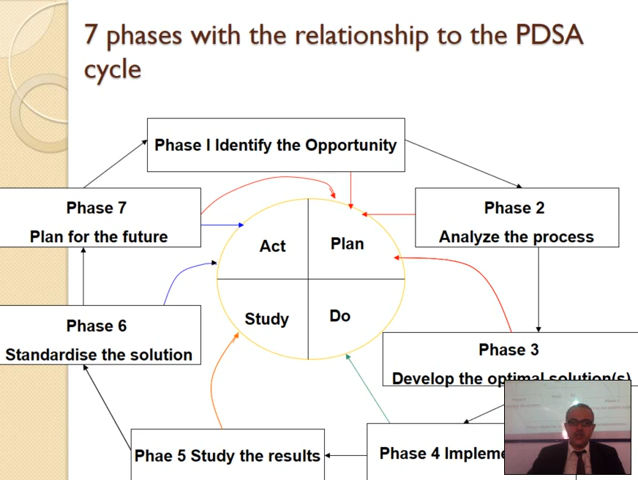 7 phases with the relationship to the PDSA
cycle
Phase I Identify the Opportunity
Phase 7
Plan for the future
Phase 2
Analyze the process
Act
Plan
Study
Do
Phase 6
Standardise the solution
Phase 3
Develop the optimal solution(s)
Phae 5 Study the results
Phase 4